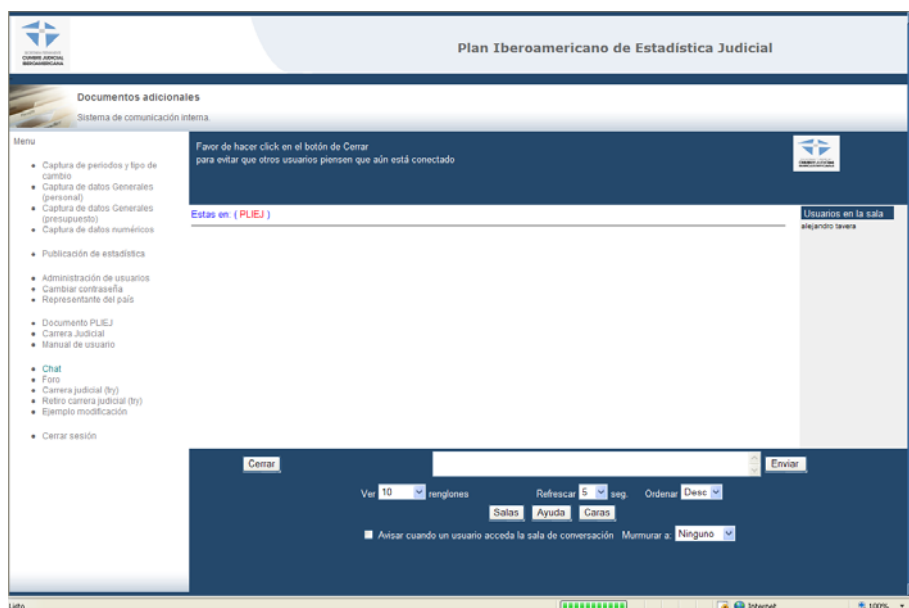 Plan Iberoamericano de Estadística Judicial
CUMBRE JUDICIAL
IBEROAMERICANA
Documentos adicionales
Sistema de comunicación interna.
Menu
Captura de periodos y tipo de
cambio
Captura de datos Generales
(personal)
Captura de datos Generales
(presupuesto)
Captura de datos numéricos
Publicación de estadística
Administración de usuarios
Cambiar contraseña
Representante del país
Documento PLIEJ
Carrera Judicial
Manual de usuario
Chat
Foro
Carrera judicial (try)
Retiro carrera judicial (try)
Ejemplo modificación
Cerrar sesión
Favor de hacer click en el botón de Cerrar
para evitar que otros usuarios piensen que aún está conectado
Estas en: ( PLIEJ )
Usuarios en la sala
alejandro tavera
Cerrar
Enviar
Ver 10 renglones Refrescar 5 seg. Ordenar Desc
Salas Ayuda Caras
Avisar cuando un usuario acceda la sala de conversación Murmurar a: Ninguno
Listo Internet 100%